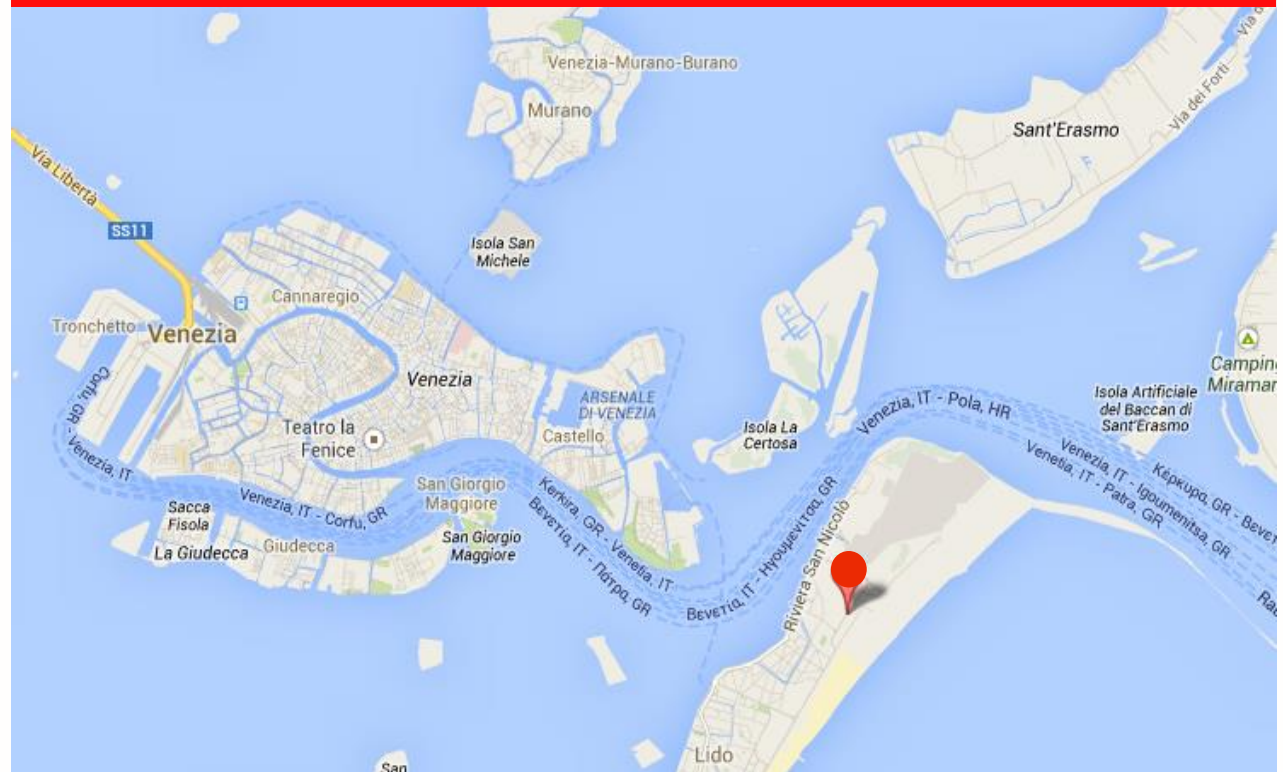 Venezia-Murano-Burano
Murano
Sant'Erasmo
Via dei Forti
Via d
Via Libertà
SS11
Isola San
Michele
Cannaregio
Tronchetto
Venezia
Venezia
ARSENALE
DI VENEZIA
Teatro la
Fenice
Castello
Isola La
Certosa
Camping
Miramar
Isola Artificiale
del Baccan di
Sant'Erasmo
Corfu, GR - Venezia, IT
Venezia, IT - Pola, HR
Venezia, IT - Igoumenitsa, GR
Venetia, IT - Patra, GR
Κέρκυρα, GR - Βενετ
San Giorgio
Maggiore
Sacca
Fisola
Venezia, IT - Corfu, GR
Kerkira, GR - Venetia, IT
Βενετία, IT - Πάτρα, GR
Βενετία, IT - Ηγουμενίτσα, GR
Riviera San Nicolò
La Giudecca
Giudecca
San Giorgio
Maggiore
Ra
Lido
San